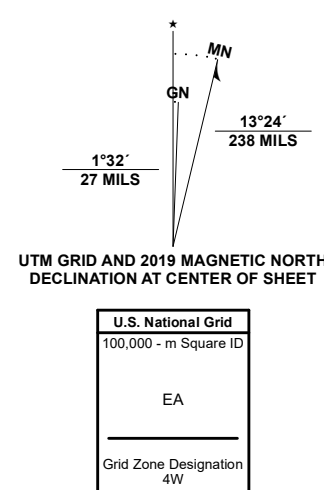 ★
MN
GN
13°24´
238 MILS
1°32´
27 MILS
UTM GRID AND 2019 MAGNETIC NORTH
DECLINATION AT CENTER OF SHEET
U.S. National Grid
100,000 - m Square ID
EA
Grid Zone Designation
4W